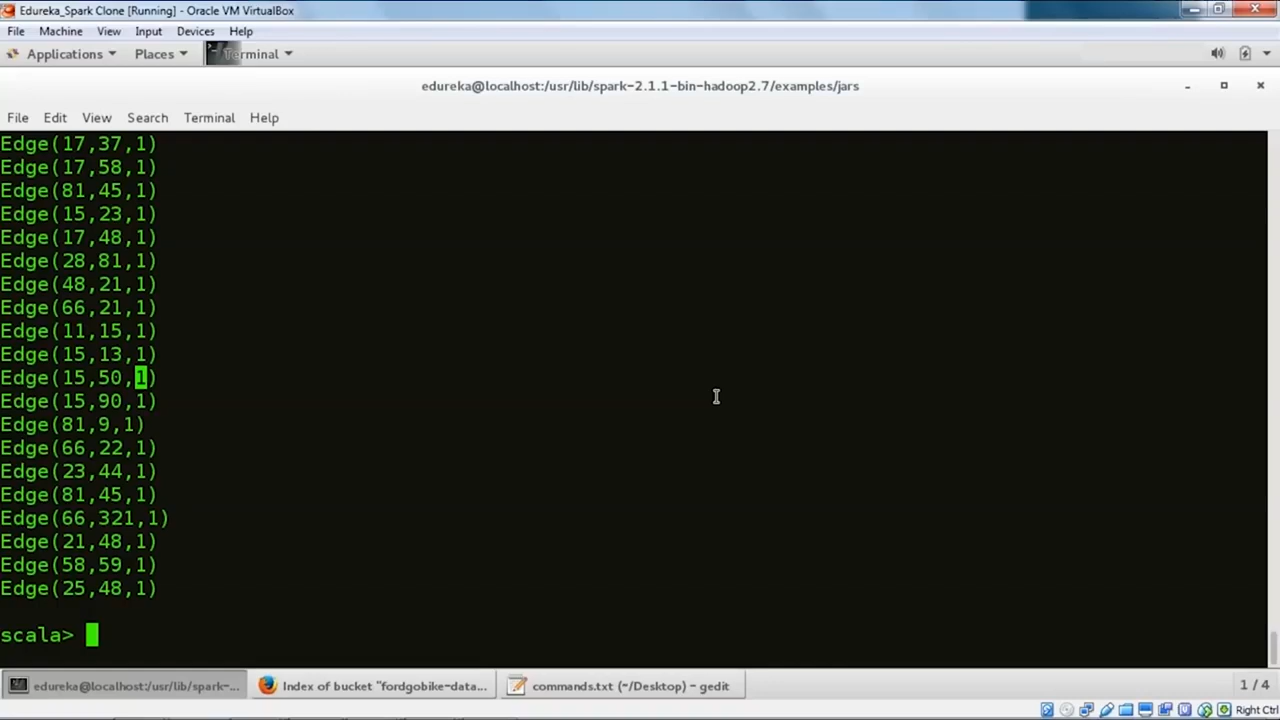 Edureka_Spark Clone [Running] - Oracle VM VirtualBox
File Machine View Input Devices Help
Applications Places Terminal
edureka@localhost:/usr/lib/spark-2.1.1-bin-hadoop2.7/examples/jars
File Edit View Search Terminal Help
Edge(17,37,1)
Edge(17,58,1)
Edge(81,45,1)
Edge(15,23,1)
Edge(17,48,1)
Edge(28,81,1)
Edge(48,21,1)
Edge(66,21,1)
Edge(11,15,1)
Edge(15,13,1)
Edge(15,50,1)
Edge(15,90,1)
Edge(81,9,1)
Edge(66,22,1)
Edge(23,44,1)
Edge(81,45,1)
Edge(66,321,1)
Edge(21,48,1)
Edge(58,59,1)
Edge(25,48,1)
scala>
edureka@localhost:/usr/lib/spark-... Index of bucket "fordgobike-data... commands.txt (~/Desktop) - gedit 1 / 4
Right Ctrl